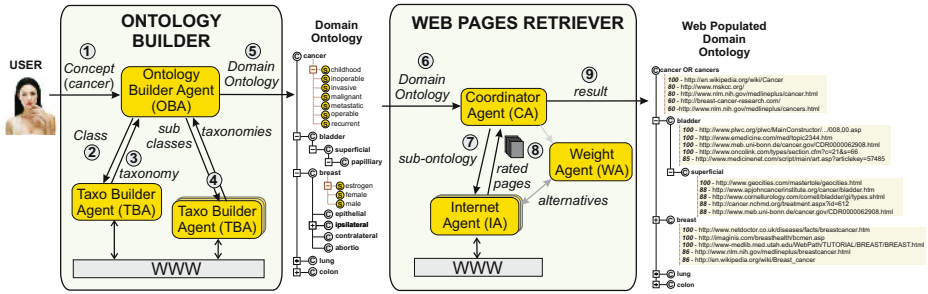 USER
ONTOLOGY
BUILDER
①
Concept
(cancer)
Ontology
Builder Agent
(OBA)
⑤
Domain
Ontology
Class
②
③
taxonomy
sub
classes
taxonomies
④
Taxo Builder
Agent (TBA)
Taxo Builder
Agent (TBA)
WWW
Domain
Ontology
cancer
childhood
inoperable
invasive
malignant
metastatic
operable
recurrent
bladder
superficial
papilliary
breast
estrogen
female
male
epithelial
ipsilateral
contralateral
abortio
lung
colon
WEB PAGES RETRIEVER
⑥
Domain
Ontology
Coordinator
Agent (CA)
⑨
result
⑦
sub-ontology
⑧
rated
pages
Weight
Agent (WA)
alternatives
Internet
Agent (IA)
WWW
Web Populated
Domain
Ontology
cancer OR cancers
100 - http://en.wikipedia.org/wiki/Cancer
80 - http://www.mskcc.org/
80 - http://www.nlm.nih.gov/medlineplus/cancer.html
60 - http://breast-cancer-research.com/
60 -http://www.nlm.nih.gov/medlineplus/cancers.html
bladder
100 - http://www.plwc.org/plwc/MainConstructor/.../008,00.asp
100 - http://www.emedicine.com/med/topic2344.htm
100 - http://www.meb.uni-bonn.de/cancer.gov/CDR0000062908.html
100 - http://www.oncolink.com/types/section.cfm?c=21&s=66
85 - http://www.medicinenet.com/script/main/art.asp?articlekey=57485
superficial
100 - http://www.geocities.com/mastertole/geocities.html
88 - http://www.apjohncancerinstitute.org/cancer/bladder.htm
88 - http://www.cornellurology.com/cornell/bladder/gi/types.shtml
88 - http://cancer.nchmd.org/treatment.aspx?id=612
88 - http://www.meb.uni-bonn.de/cancer.gov/CDR0000062908.html
breast
100 - http://www.netdoctor.co.uk/diseases/facts/breastcancer.htm
100 - http://imaginis.com/breasthealth/bcmen.asp
100 - http://www-medlib.med.utah.edu/WebPath/TUTORIAL/BREAST/BREAST.html
86 - http://www.nlm.nih.gov/medlineplus/breastcancer.html
86 - http://en.wikipedia.org/wiki/Breast_cancer
lung
colon